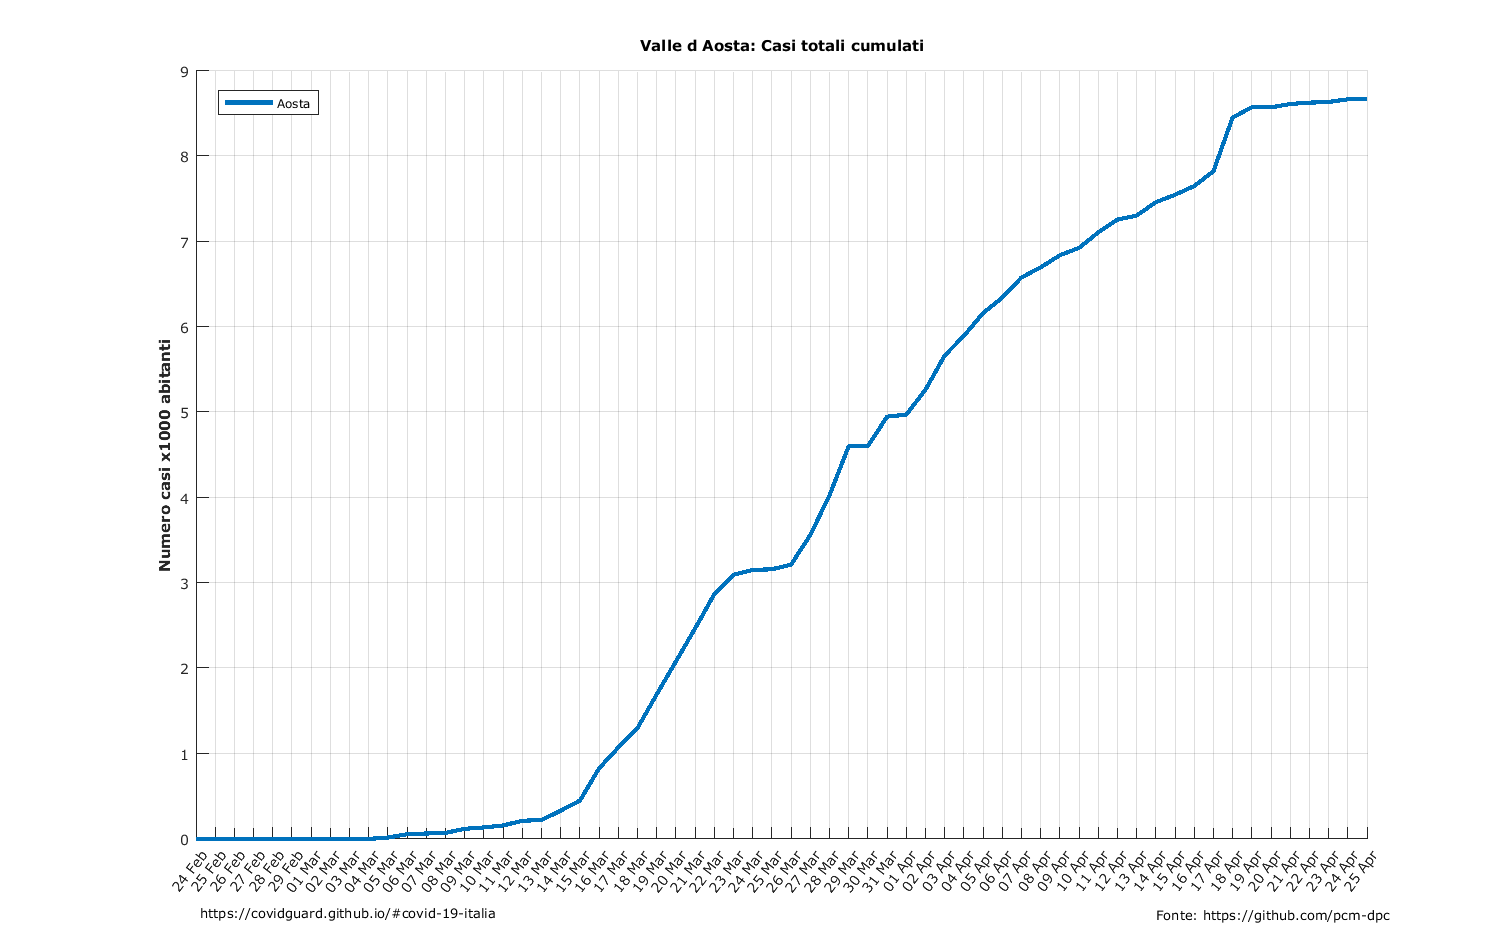 Valle d Aosta: Casi totali cumulati
Aosta
Numero casi x1000 abitanti
9
8
7
6
5
4
3
2
1
0
24 Feb
25 Feb
26 Feb
27 Feb
28 Feb
29 Feb
01 Mar
02 Mar
03 Mar
04 Mar
05 Mar
06 Mar
07 Mar
08 Mar
09 Mar
10 Mar
11 Mar
12 Mar
13 Mar
14 Mar
15 Mar
16 Mar
17 Mar
18 Mar
19 Mar
20 Mar
21 Mar
22 Mar
23 Mar
24 Mar
25 Mar
26 Mar
27 Mar
28 Mar
29 Mar
30 Mar
31 Mar
01 Apr
02 Apr
03 Apr
04 Apr
05 Apr
06 Apr
07 Apr
08 Apr
09 Apr
10 Apr
11 Apr
12 Apr
13 Apr
14 Apr
15 Apr
16 Apr
17 Apr
18 Apr
19 Apr
20 Apr
21 Apr
22 Apr
23 Apr
24 Apr
25 Apr
https://covidguard.github.io/#covid-19-italia
Fonte: https://github.com/pcm-dpc